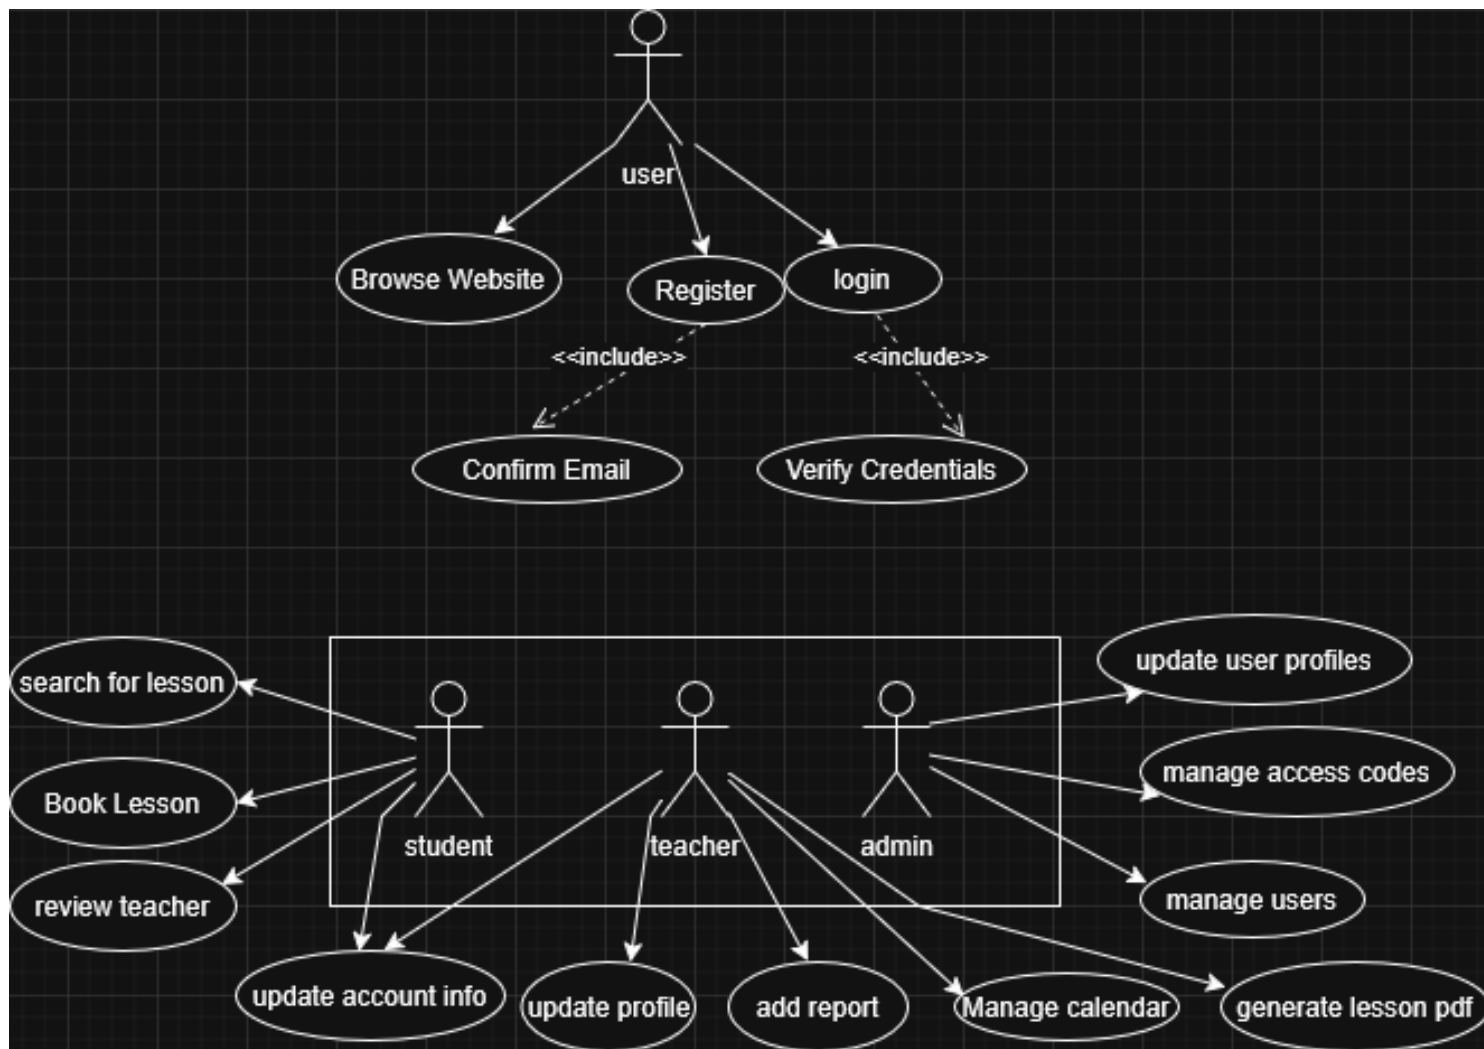 user
Browse Website
Register
login
<<include>>
<<include>>
Confirm Email
Verify Credentials
search for lesson
update user profiles
Book Lesson
manage access codes
student
teacher
admin
review teacher
manage users
update account info
update profile
add report
Manage calendar
generate lesson pdf